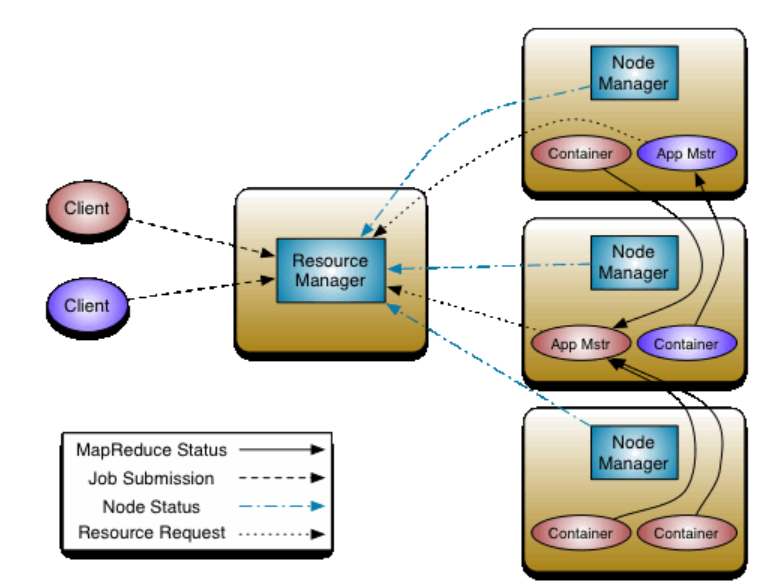 Node
Manager
Container
App Mstr
Client
Resource
Manager
Client
Node
Manager
App Mstr
Container
Node
Manager
Container
Container
MapReduce Status
Job Submission
Node Status
Resource Request